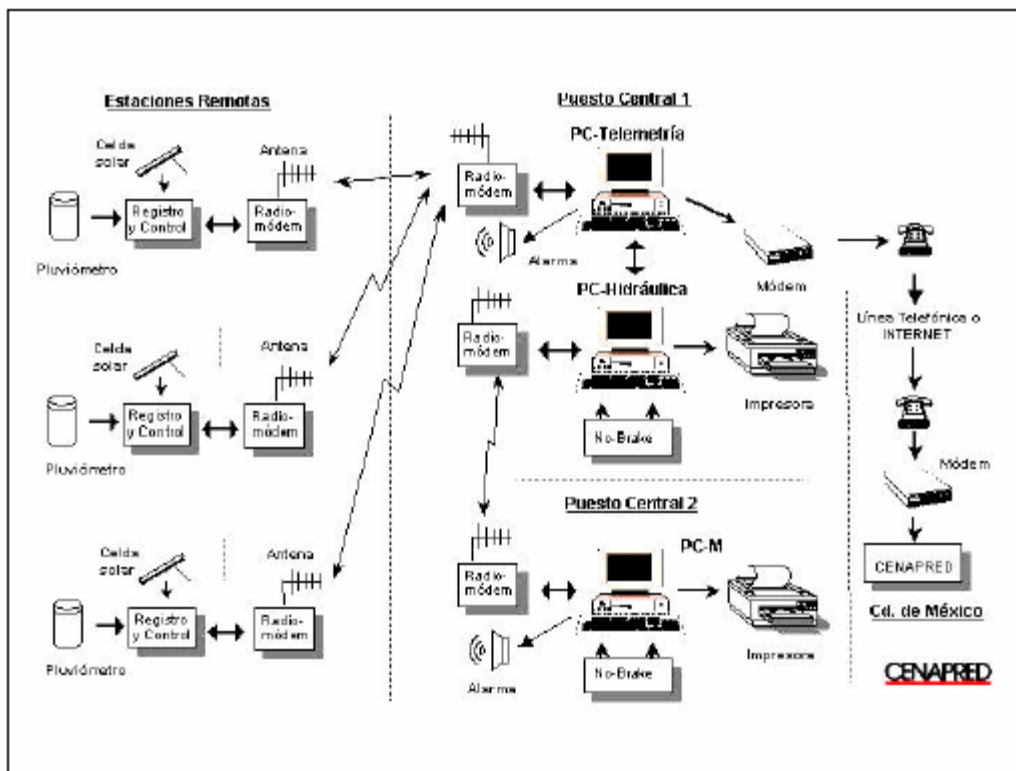 Estaciones Remotas
Celda
solar
Antena
Registro
y Control
Radio-
módem
Pluviómetro
Celda
solar
Antena
Registro
y Control
Radio-
módem
Pluviómetro
Celda
solar
Antena
Registro
y Control
Radio-
módem
Pluviómetro
Puesto Central 1
PC-Telemetría
Radio-
módem
Alarma
Módem
PC-Hidráulica
Radio-
módem
Impresora
No-Brake
Puesto Central 2
PC-M
Radio-
módem
Alarma
Impresora
No-Brake
Línea Telefónica o
INTERNET
Módem
CENAPRED
Cd. de México
CENAPRED